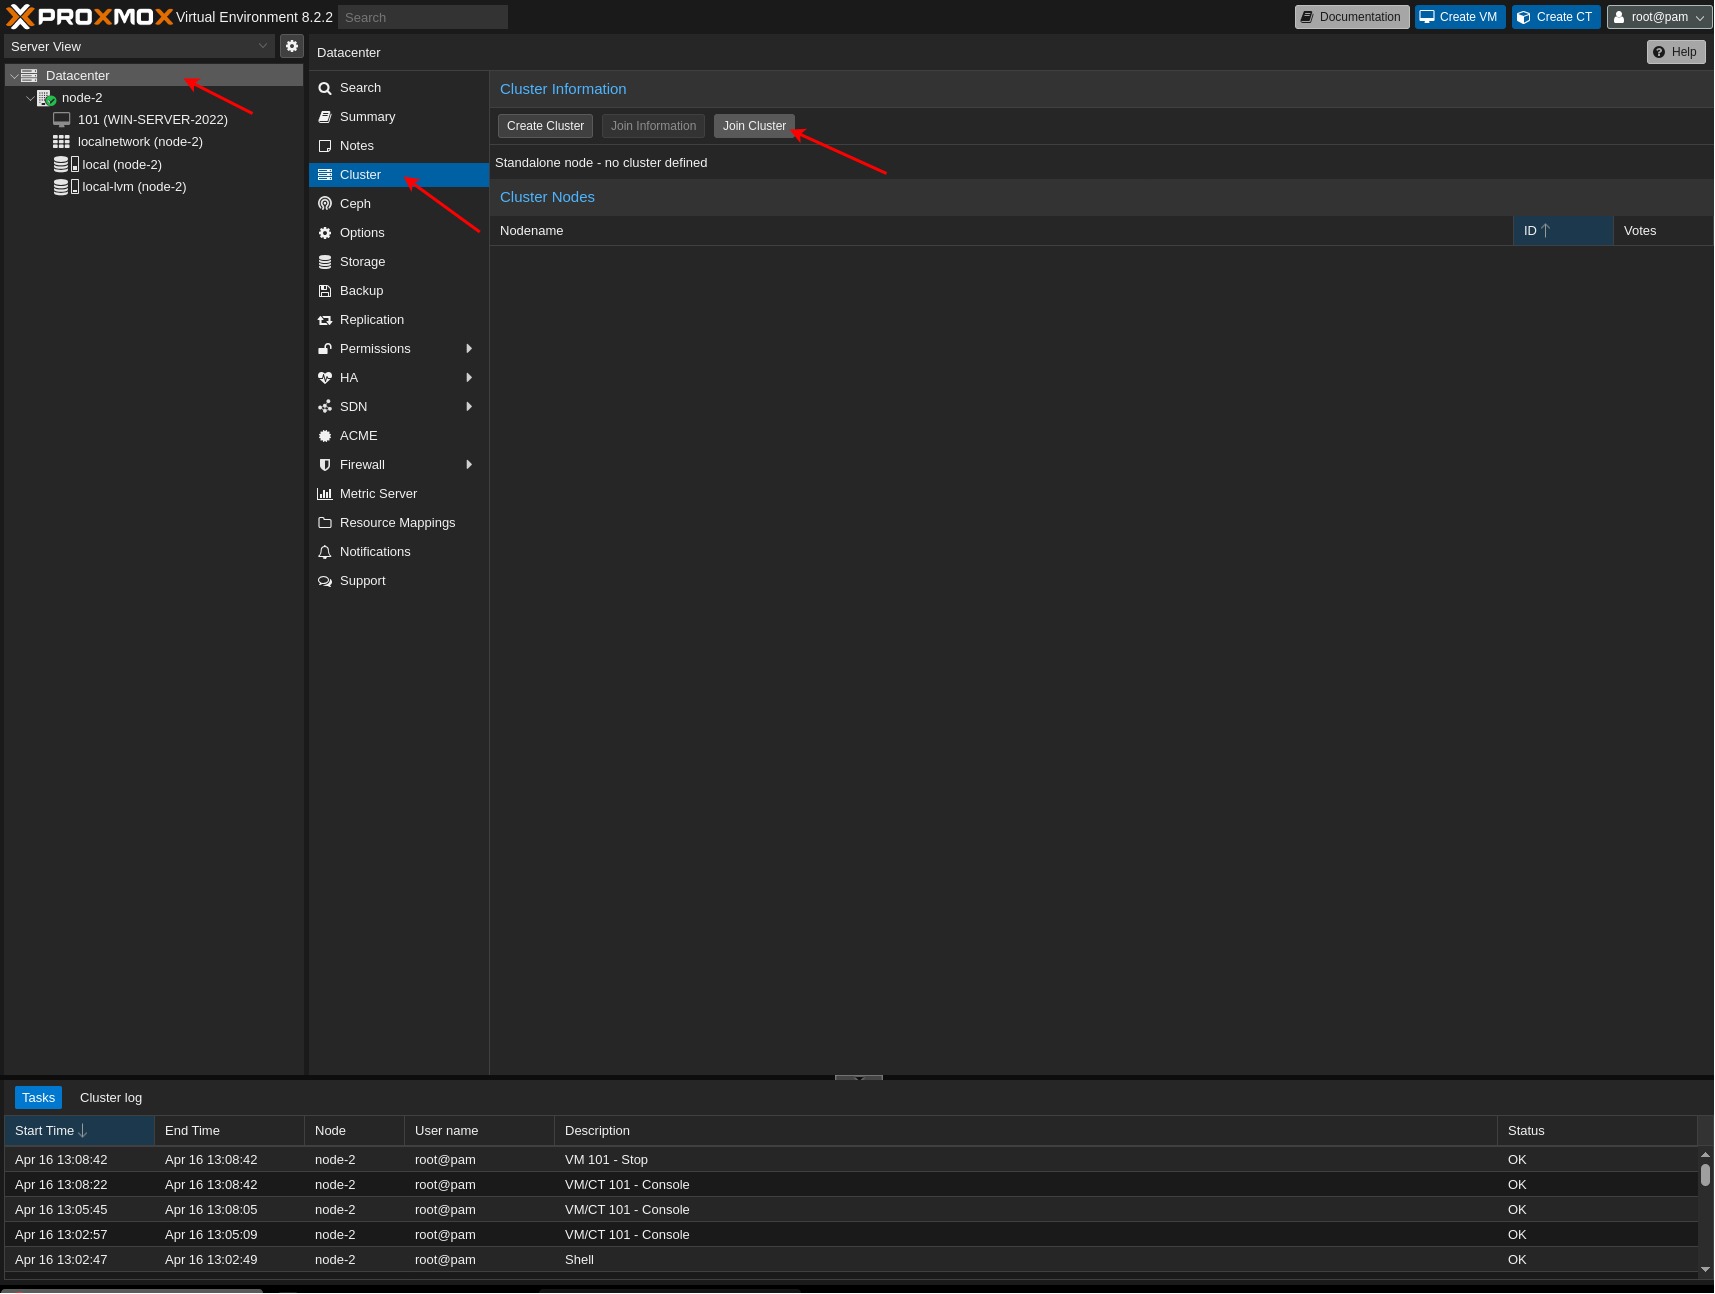 PROXMOX Virtual Environment 8.2.2 Search Documentation Create VM Create CT root@pam
Server View
Datacenter
node-2
101 (WIN-SERVER-2022)
localnetwork (node-2)
local (node-2)
local-lvm (node-2)
Datacenter Help
Search
Summary
Notes
Cluster
Ceph
Options
Storage
Backup
Replication
Permissions
HA
SDN
ACME
Firewall
Metric Server
Resource Mappings
Notifications
Support
Cluster Information
Create Cluster Join Information Join Cluster
Standalone node - no cluster defined
Cluster Nodes
Nodename ID Votes
Tasks Cluster log
Start Time End Time Node User name Description Status
Apr 16 13:08:42 Apr 16 13:08:42 node-2 root@pam VM 101 - Stop OK
Apr 16 13:08:22 Apr 16 13:08:42 node-2 root@pam VM/CT 101 - Console OK
Apr 16 13:05:45 Apr 16 13:08:05 node-2 root@pam VM/CT 101 - Console OK
Apr 16 13:02:57 Apr 16 13:05:09 node-2 root@pam VM/CT 101 - Console OK
Apr 16 13:02:47 Apr 16 13:02:49 node-2 root@pam Shell OK